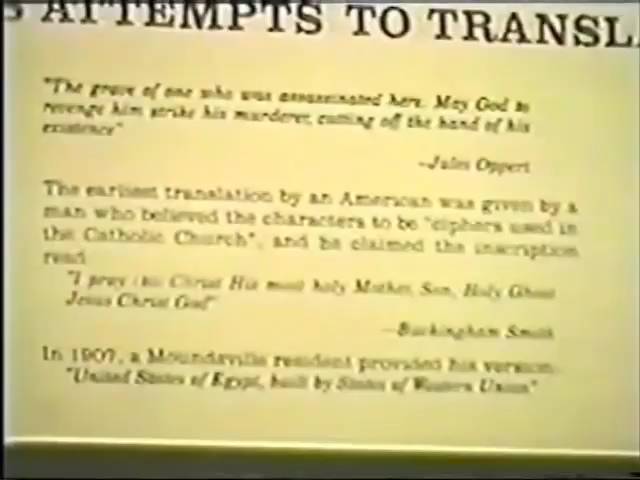 S ATTEMPTS TO TRANSL
"The grave of one who was assassinated here. May God to
revenge him strike his murderer, cutting off the hand of his
existence"
-Jules Oppert
The earliest translation by an American was given by a
man who believed the characters to be "ciphers used in
the Catholic Church", and he claimed the inscription
read
"I pray Christ His most holy Mother, Son, Holy Ghost
Jesus Christ God"
-Buckingham Smith
In 1907, a Moundsville resident provided his version:
"United States of Egypt, built by States of Western Union"